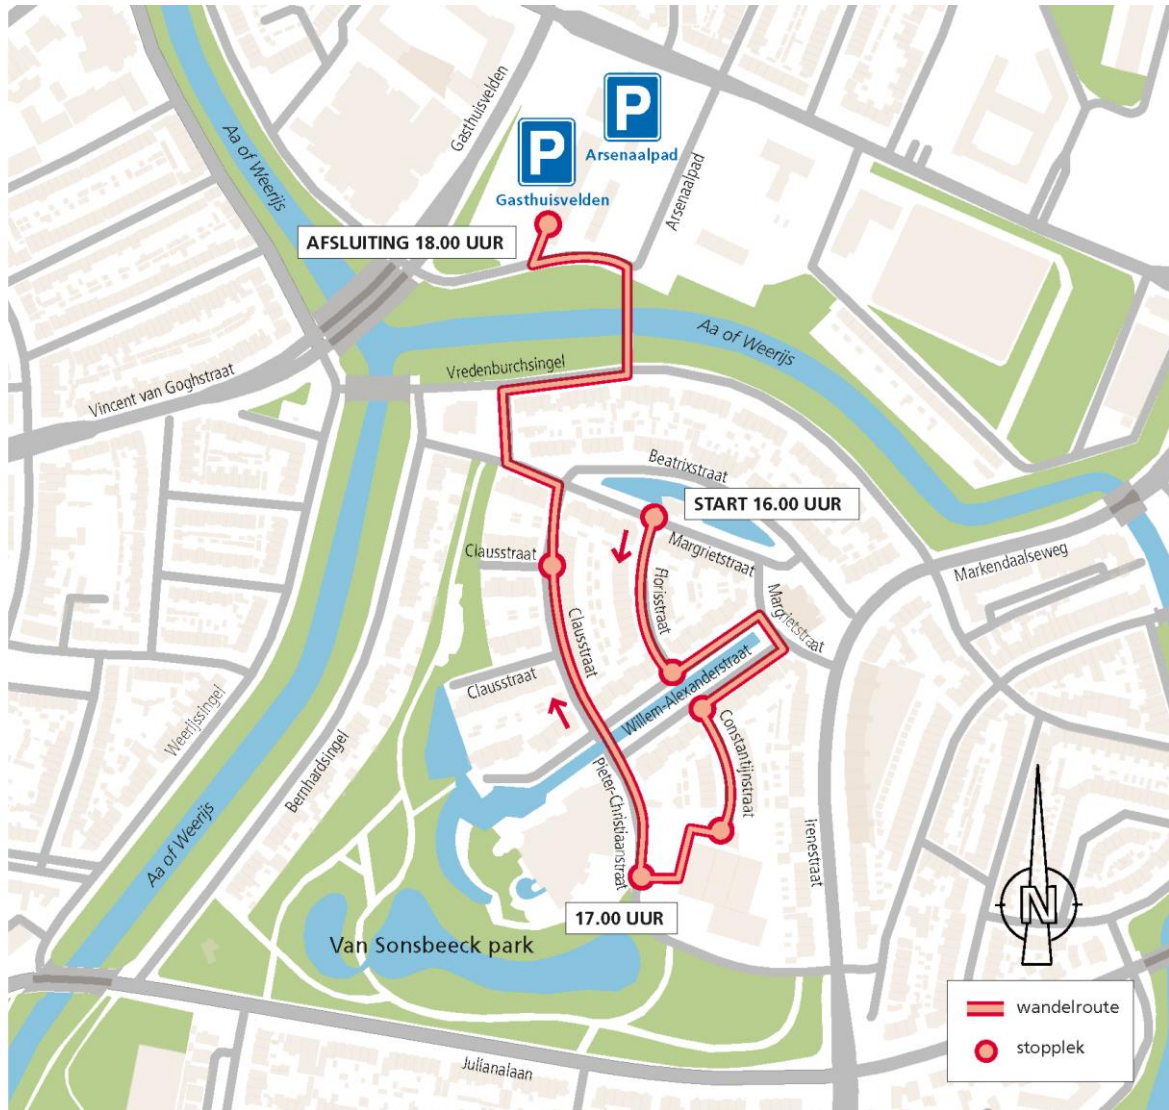 Aa of Weerijs
Gasthuisvelden
P
Arsenaalpad
P
Gasthuisvelden
Arsenaalpad
AFSLUITING 18.00 UUR
Aa of Weerijs
Vredenburchsingel
Vincent van Goghstraat
Beatrixstraat
START 16.00 UUR
Margrietstraat
Clausstraat
Markendaalseweg
Florisstraat
Margrietstraat
Clausstraat
Clausstraat
Willem-Alexanderstraat
Weerijssingel
Constantijnstraat
Bernhardsingel
Pieter-Christiaanstraat
Irenestraat
Aa of Weerijs
17.00 UUR
N
Van Sonsbeeck park
wandelroute
stopplek
Julianalaan